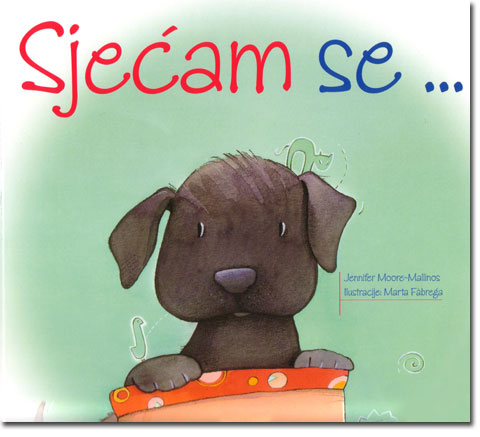 Sjećam se ...
Jennifer Moore-Mallinos
Ilustracije: Marta Fàbrega